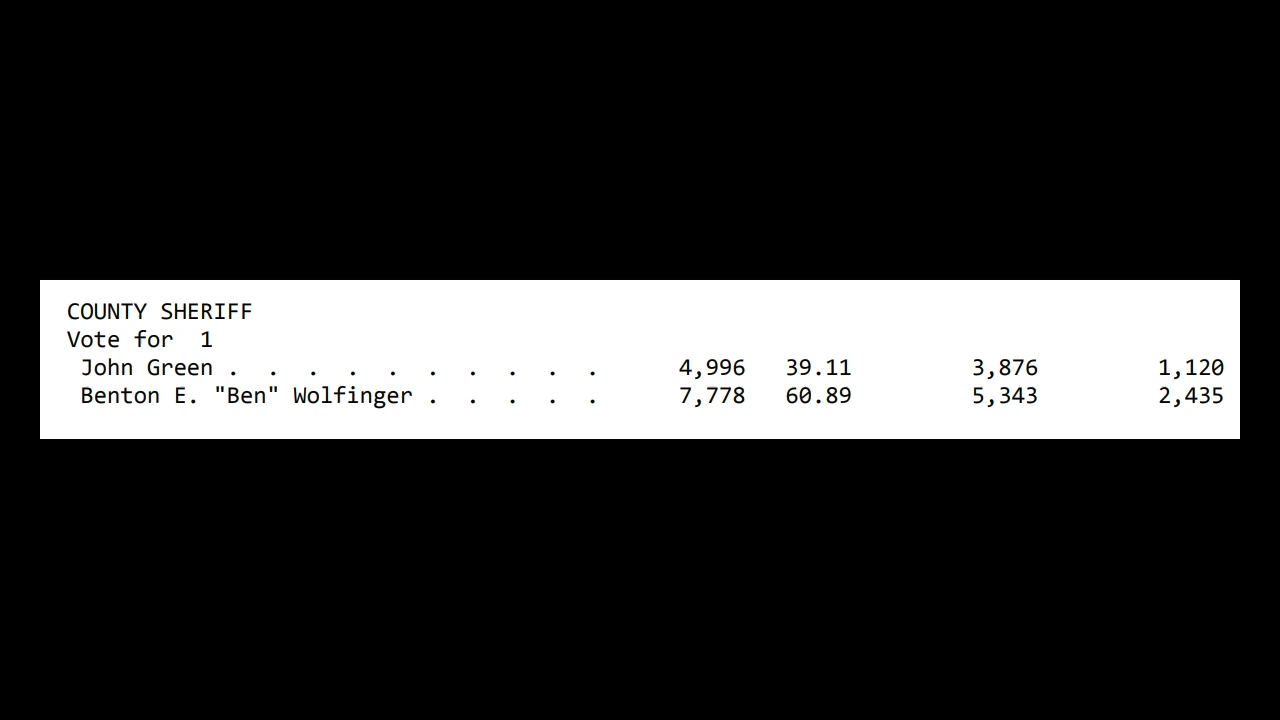 COUNTY SHERIFF
Vote for 1
John Green . . . . . . . . . . 4,996 39.11 3,876 1,120
Benton E. "Ben" Wolfinger . . . . . 7,778 60.89 5,343 2,435